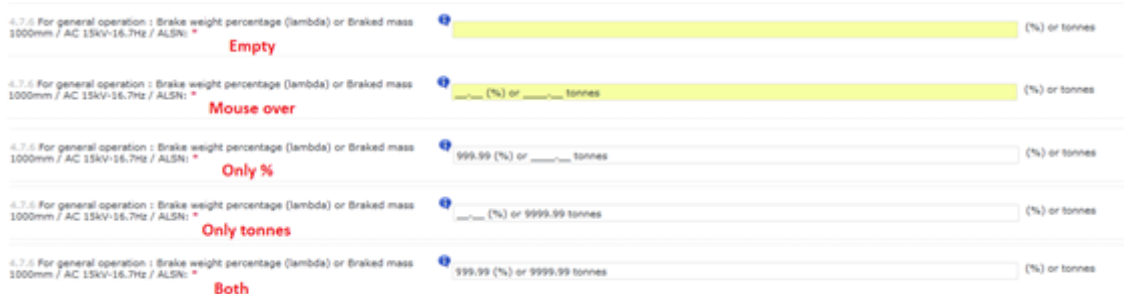 4.7.6 For general operation : Brake weight percentage (lambda) or Braked mass (%) or tonnes
1000mm / AC 15kV-16.7Hz / ALSN: *
Empty
4.7.6 For general operation : Brake weight percentage (lambda) or Braked mass __.__ (%) or ____.__ tonnes (%) or tonnes
1000mm / AC 15kV-16.7Hz / ALSN: *
Mouse over
4.7.6 For general operation : Brake weight percentage (lambda) or Braked mass 999.99 (%) or ____.__ tonnes (%) or tonnes
1000mm / AC 15kV-16.7Hz / ALSN: *
Only %
4.7.6 For general operation : Brake weight percentage (lambda) or Braked mass __.__ (%) or 9999.99 tonnes (%) or tonnes
1000mm / AC 15kV-16.7Hz / ALSN: *
Only tonnes
4.7.6 For general operation : Brake weight percentage (lambda) or Braked mass 999.99 (%) or 9999.99 tonnes (%) or tonnes
1000mm / AC 15kV-16.7Hz / ALSN: *
Both